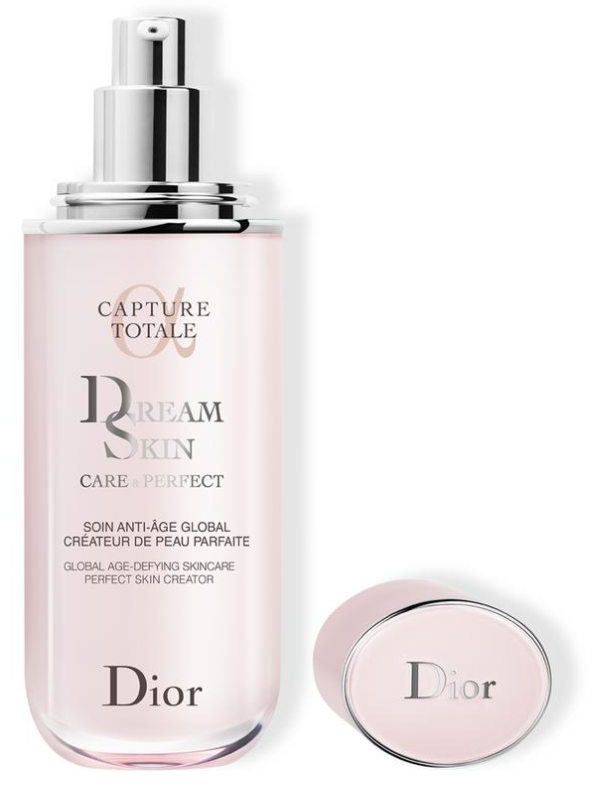 CAPTURE
TOTALE
DREAM
SKIN
CARE & PERFECT
SOIN ANTI-ÂGE GLOBAL
CRÉATEUR DE PEAU PARFAITE
GLOBAL AGE-DEFYING SKINCARE
PERFECT SKIN CREATOR
Dior
Dior